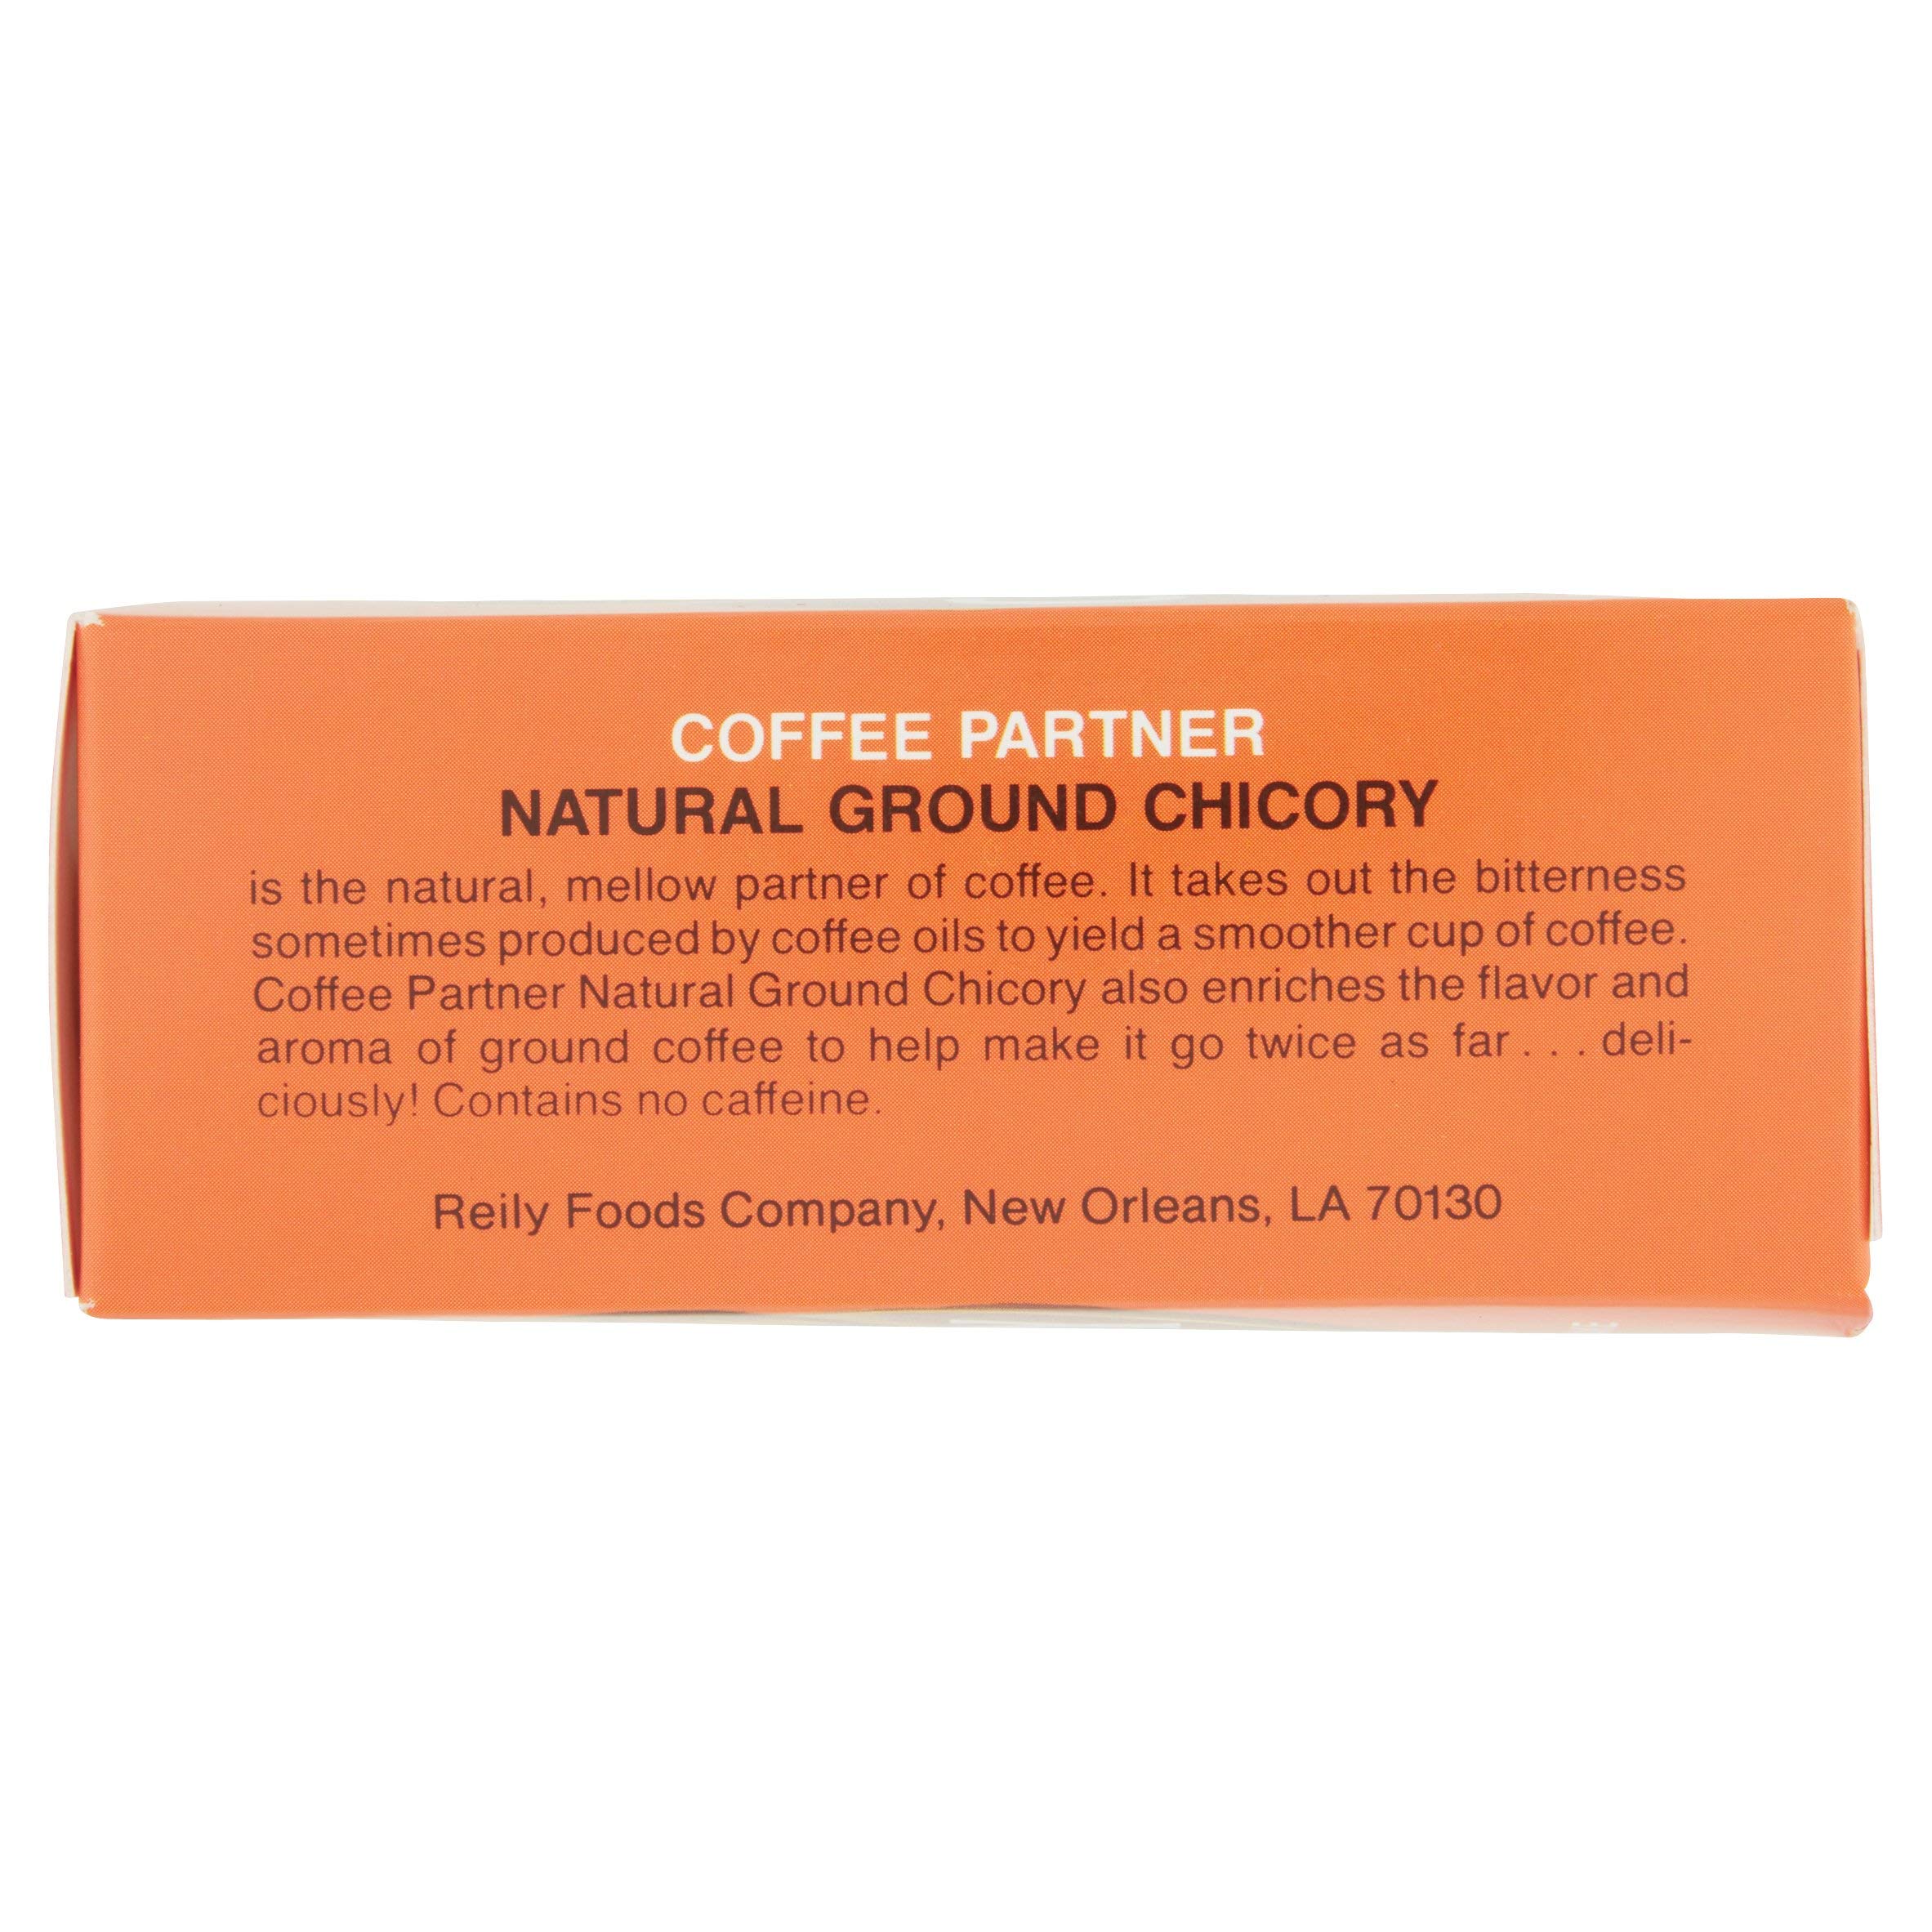 COFFEE PARTNER
NATURAL GROUND CHICORY
is the natural, mellow partner of coffee. It takes out the bitterness
sometimes produced by coffee oils to yield a smoother cup of coffee.
Coffee Partner Natural Ground Chicory also enriches the flavor and
aroma of ground coffee to help make it go twice as far... deli-
ciously! Contains no caffeine.
Reily Foods Company, New Orleans, LA 70130